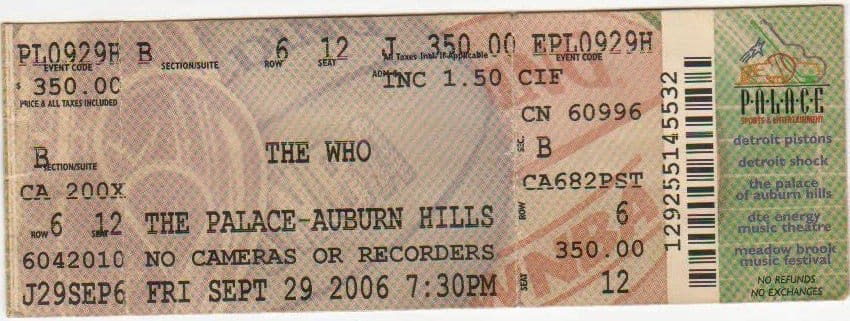 PL0929H B 6 12 J 350.00 EPL0929H
EVENT CODE SECTION/SUITE ROW SEAT All Taxes Incl. If Applicable EVENT CODE
$ 350.00 ADM INC 1.50 CIF
PRICE & ALL TAXES INCLUDED
CN 60996
B THE WHO SEC. B
SECTION/SUITE
CA 200X CA682PST
ROW 6 SEAT 12 THE PALACE-AUBURN HILLS ROW 6
6042010 NO CAMERAS OR RECORDERS 350.00
J29SEP6 FRI SEPT 29 2006 7:30PM SEAT 12
129255145532
PALACE
SPORTS & ENTERTAINMENT
detroit pistons
detroit shock
the palace
of auburn hills
dte energy
music theatre
meadow brook
music festival
NO REFUNDS
NO EXCHANGES
WNBA